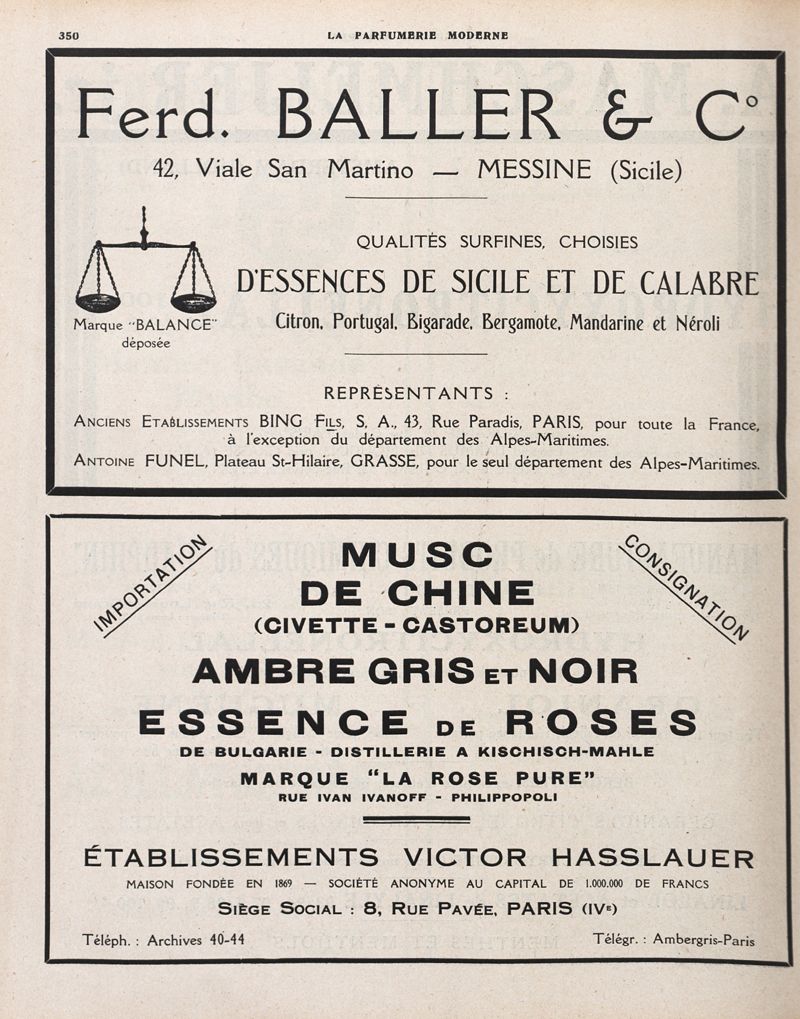 350
LA PARFUMERIE MODERNE
Ferd. BALLER & Cº
42, Viale San Martino — MESSINE (Sicile)
QUALITÉS SURFINES, CHOISIES
D'ESSENCES DE SICILE ET DE CALABRE
Citron, Portugal, Bigarade, Bergamote, Mandarine et Néroli
Marque "BALANCE"
déposée
REPRÉSENTANTS :
ANCIENS ETABLISSEMENTS BING FILS, S. A., 43, Rue Paradis, PARIS, pour toute la France,
à l'exception du département des Alpes-Maritimes.
ANTOINE FUNEL, Plateau St-Hilaire, GRASSE, pour le seul département des Alpes-Maritimes.
IMPORTATION
CONSIGNATION
MUSC
DE CHINE
(CIVETTE - CASTOREUM)
AMBRE GRIS ET NOIR
ESSENCE DE ROSES
DE BULGARIE - DISTILLERIE A KISCHISCH-MAHLE
MARQUE "LA ROSE PURE"
RUE IVAN IVANOFF - PHILIPPOPOLI
ÉTABLISSEMENTS VICTOR HASSLAUER
MAISON FONDÉE EN 1869 — SOCIÉTÉ ANONYME AU CAPITAL DE 1.000.000 DE FRANCS
SIÈGE SOCIAL : 8, RUE PAVÉE, PARIS (IVᴱ)
Téléph. : Archives 40-44
Télégr. : Ambergris-Paris